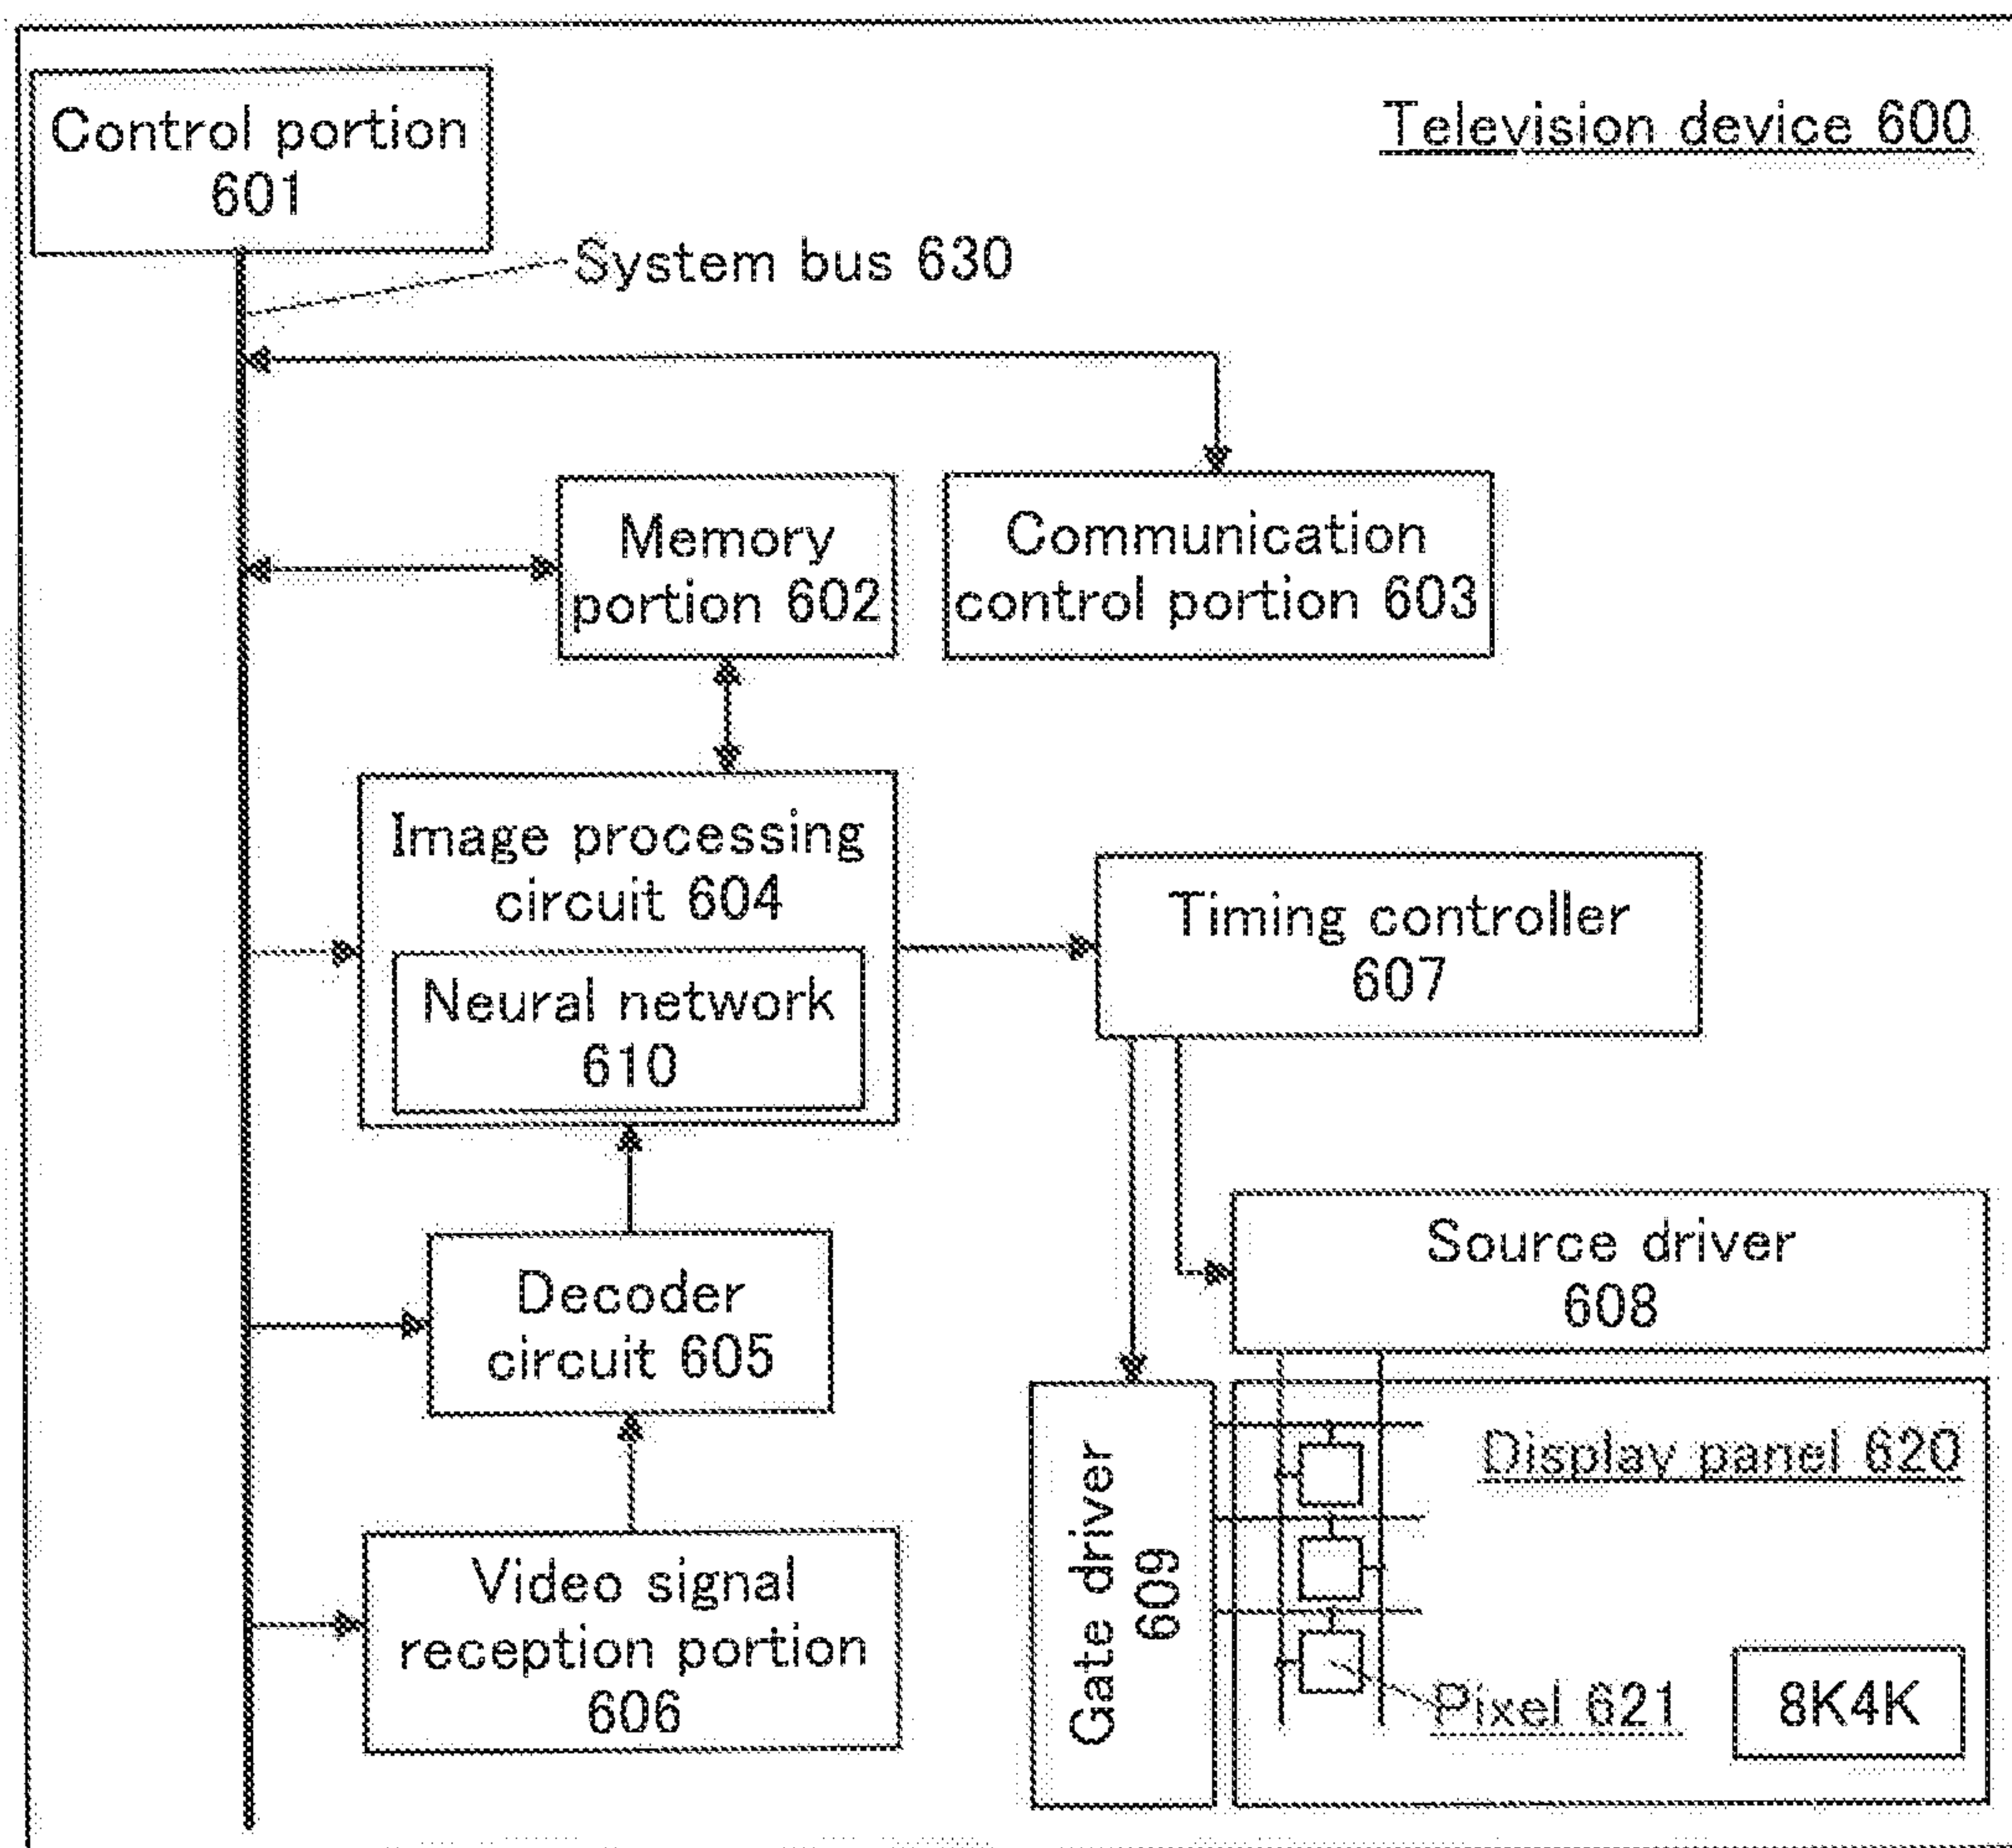 Television device 600
Control portion
601
System bus 630
Memory
portion 602
Communication
control portion 603
Image processing
circuit 604
Neural network
610
Timing controller
607
Decoder
circuit 605
Source driver
608
Video signal
reception portion
606
Gate driver
609
Display panel 620
Pixel 621
8K4K